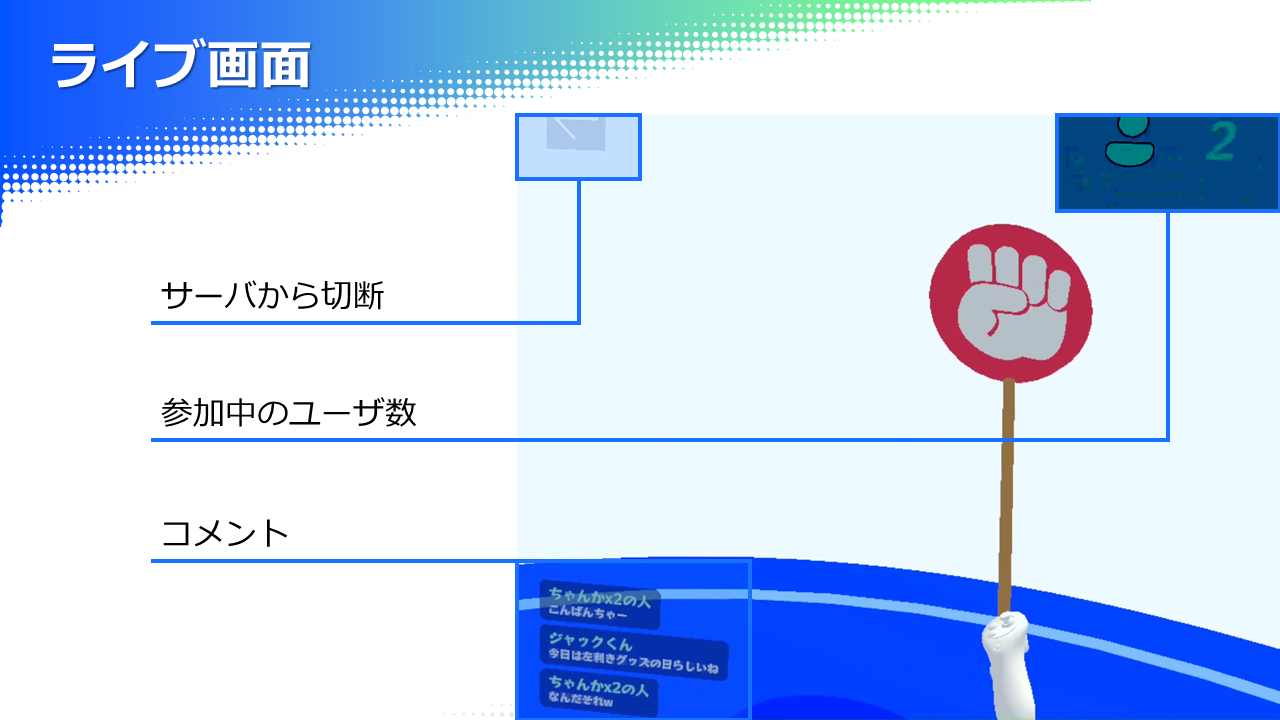 ライブ画面
2
サーバから切断
参加中のユーザ数
コメント
ちゃんかx2の人
こんばんちゃー
ジャックくん
今日は左利きグッズの日らしいね
ちゃんかx2の人
なんだそれw